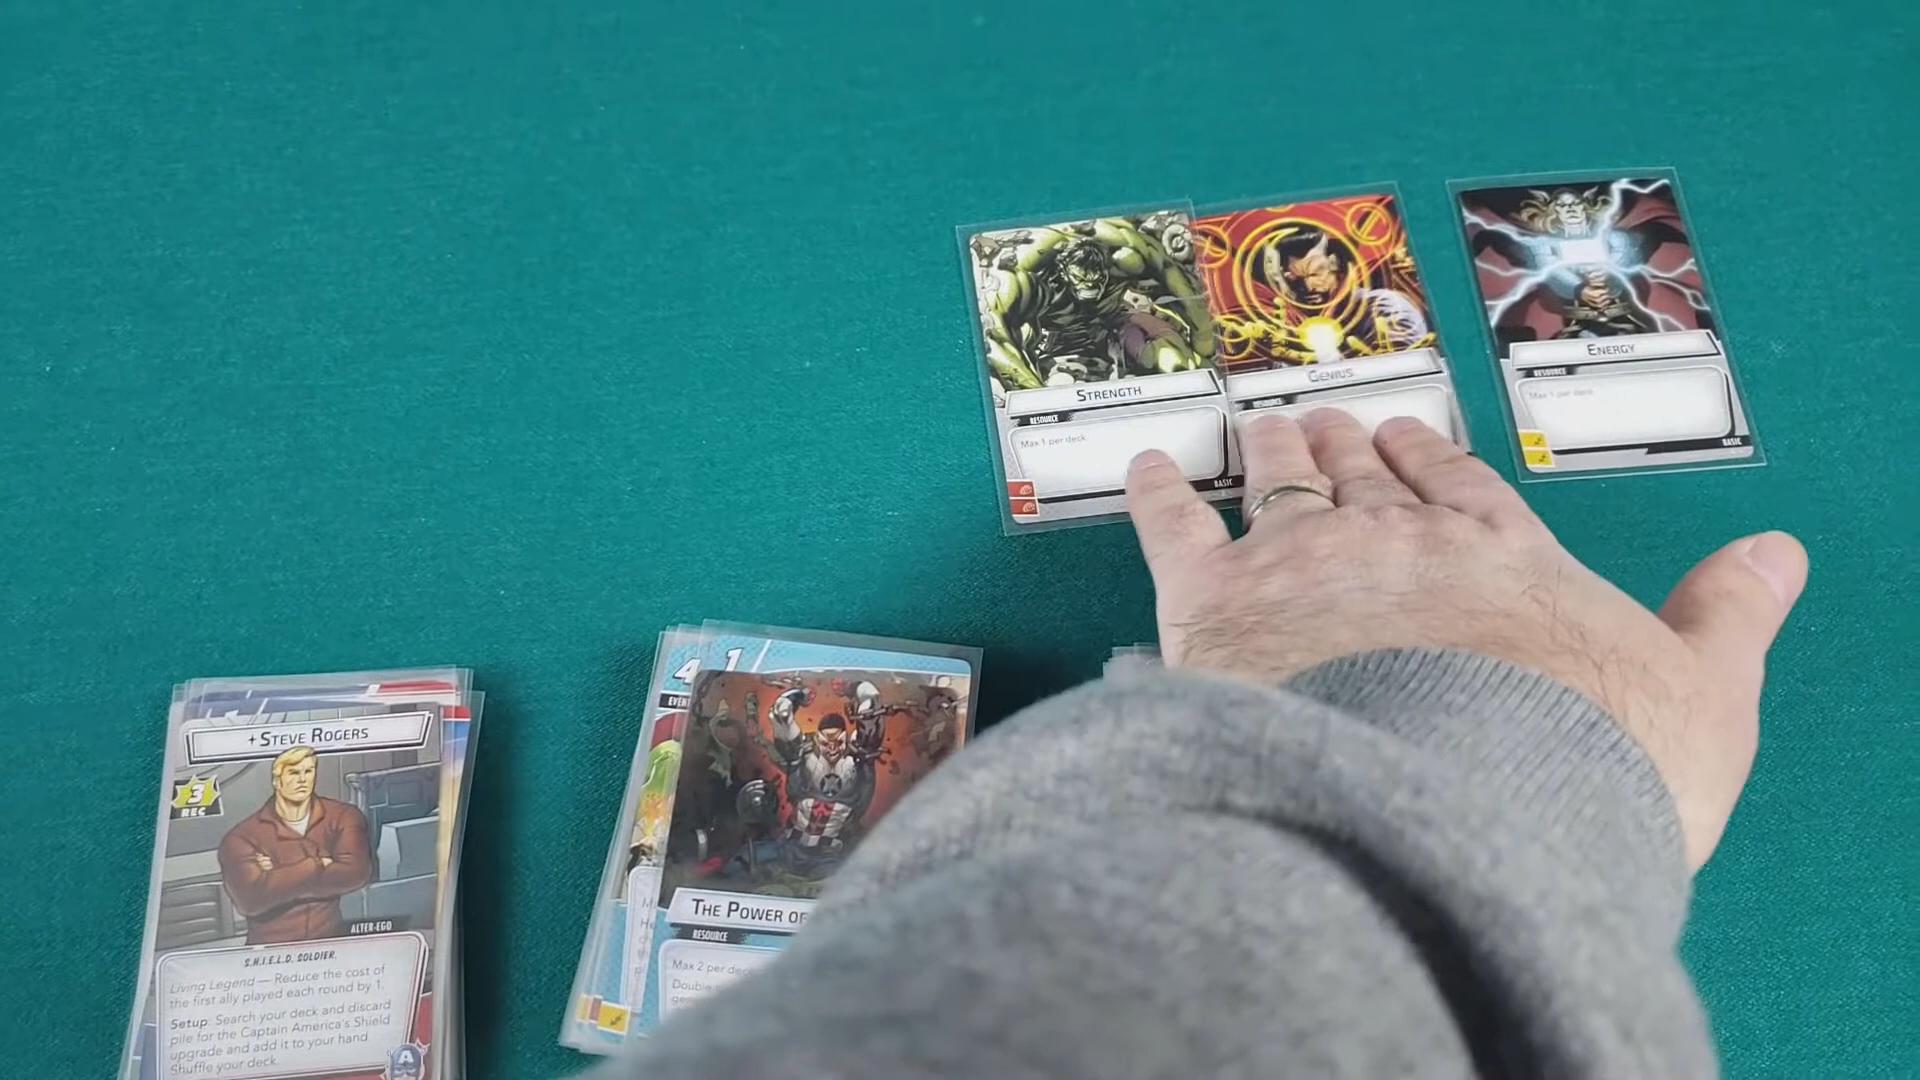 STRENGTH
RESOURCE
Max 1 per deck.
BASIC
GENIUS
RESOURCE
ENERGY
RESOURCE
Max 1 per deck.
BASIC
STEVE ROGERS
3
REC
ALTER-EGO
S.H.I.E.L.D. SOLDIER.
Living Legend — Reduce the cost of
the first ally played each round by 1.
Setup: Search your deck and discard
pile for the Captain America's Shield
upgrade and add it to your hand.
Shuffle your deck.
A
4
EVENT
1
THE POWER OF
RESOURCE
Max 2 per deck